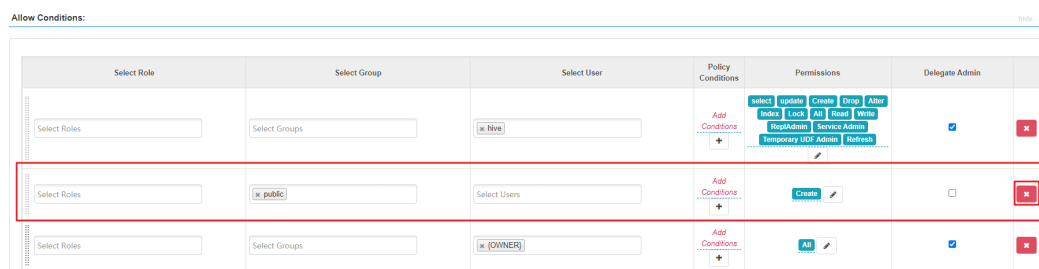 Allow Conditions:
hide
Select Role Select Group Select User Policy Conditions Permissions Delegate Admin
select update Create Drop Alter
Add Conditions
Index Lock All Read Write
Select Roles Select Groups × hive
ReplAdmin Service Admin
+
Temporary UDF Admin Refresh
×
Add Conditions
Select Roles × public Select Users
Create
×
+
Add Conditions
Select Roles Select Groups × {OWNER}
All
×
+